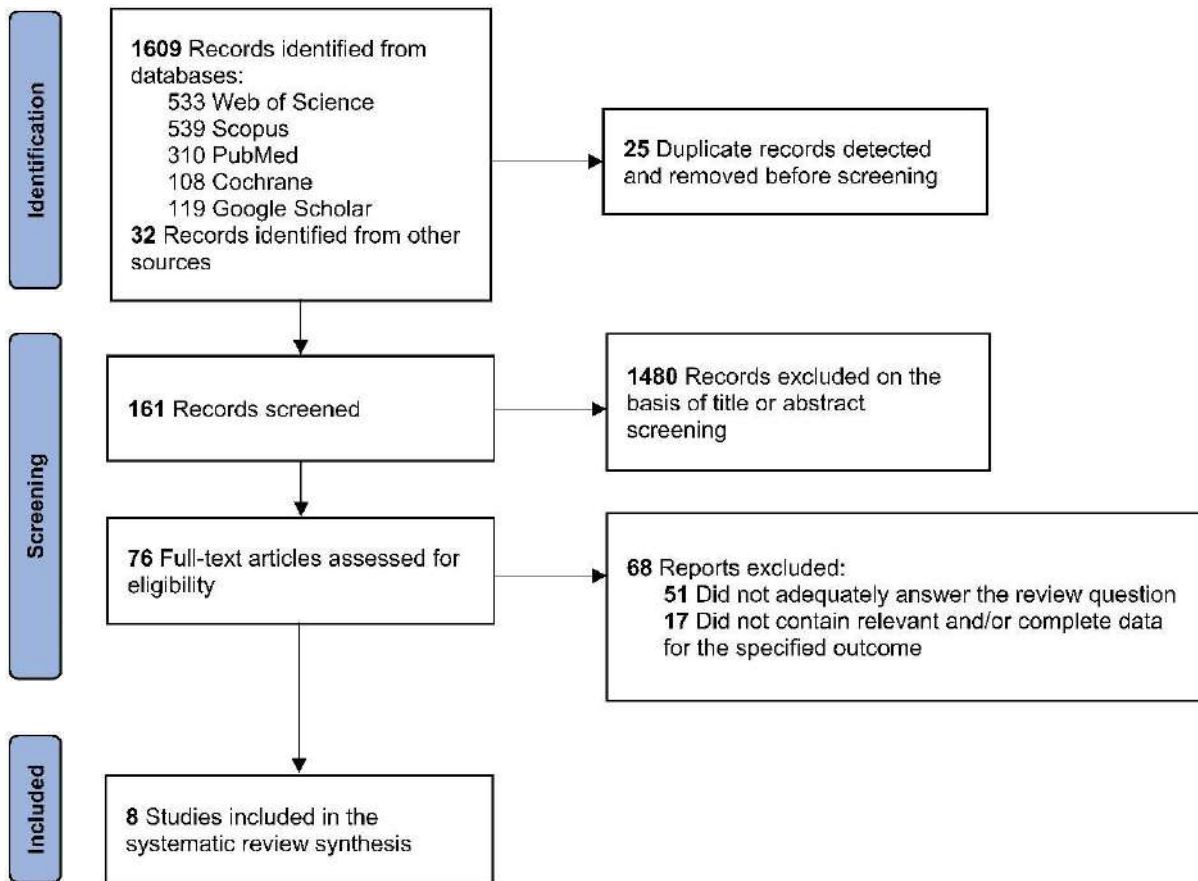 Identification
1609 Records identified from
databases:
533 Web of Science
539 Scopus
310 PubMed
108 Cochrane
119 Google Scholar
32 Records identified from other
sources
25 Duplicate records detected
and removed before screening
Screening
161 Records screened
1480 Records excluded on the
basis of title or abstract
screening
76 Full-text articles assessed for
eligibility
68 Reports excluded:
51 Did not adequately answer the review question
17 Did not contain relevant and/or complete data
for the specified outcome
Included
8 Studies included in the
systematic review synthesis